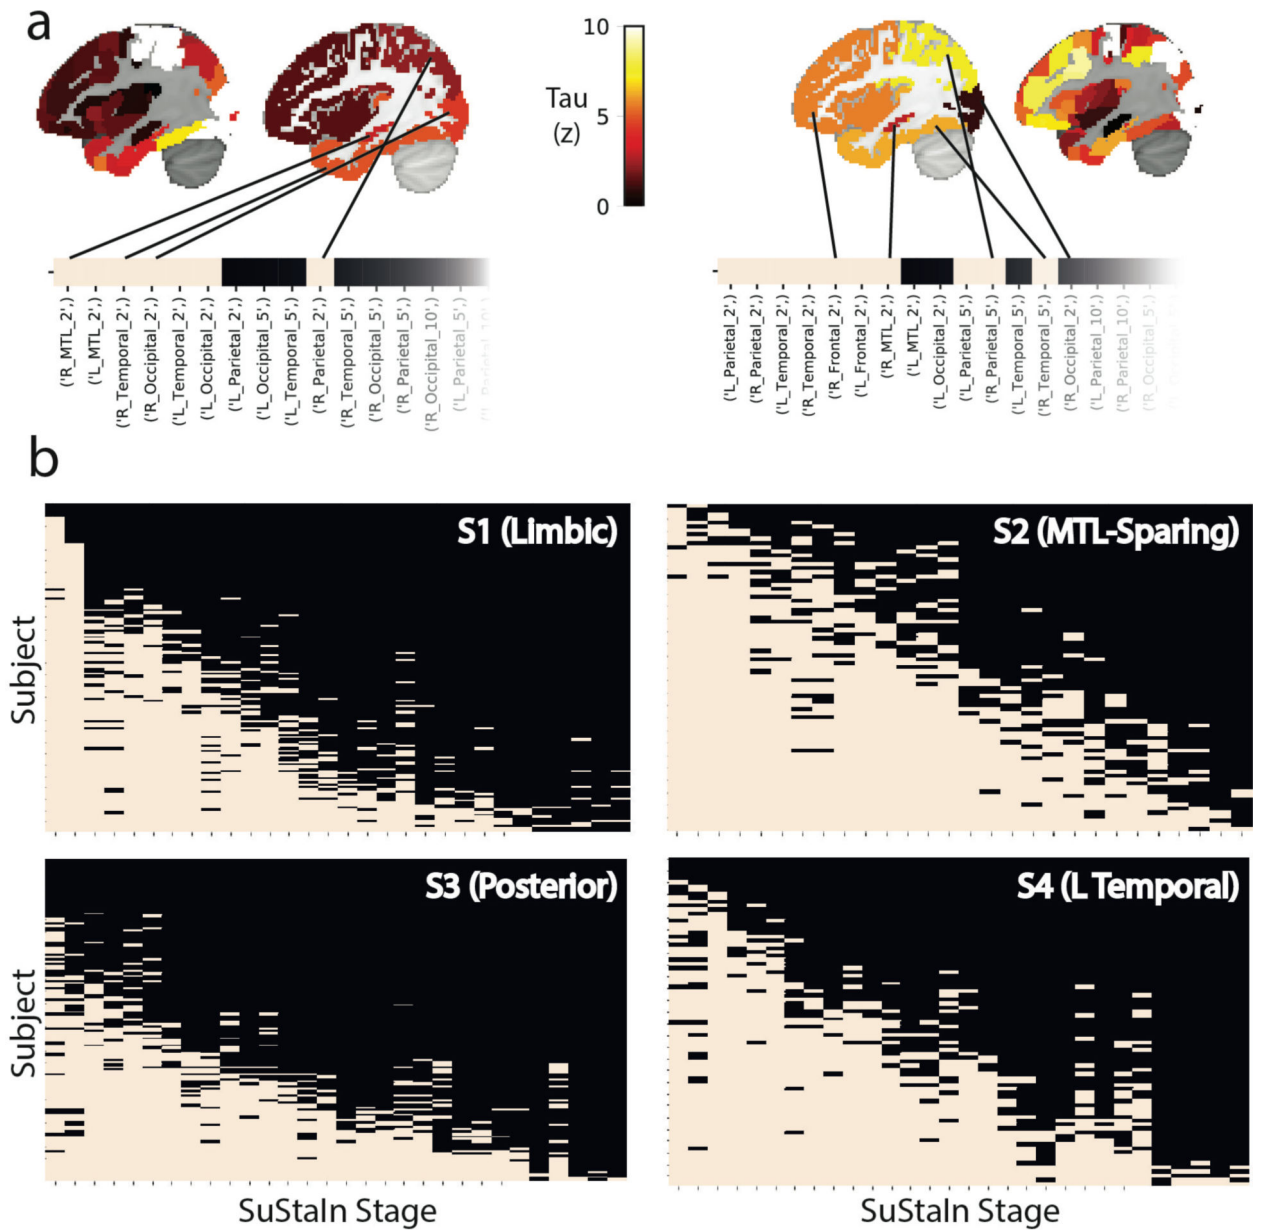 a
10
Tau
(z)
5
0
('R_MTL_2',)
('L_MTL_2',)
('R_Temporal_2',)
('R_Occipital_2',)
('L_Temporal_2',)
('L_Occipital_2',)
('L_Parietal_2',)
('L_Occipital_5',)
('L_Temporal_5',)
('R_Parietal_2',)
('R_Temporal_5',)
('R_Occipital_5',)
('R_Parietal_5',)
('R_Occipital_10',)
('L_Parietal_5',)
('L_Parietal_2',)
('R_Parietal_2',)
('L_Temporal_2',)
('R_Temporal_2',)
('R_Frontal_2',)
('L_Frontal_2',)
('R_MTL_2',)
('L_MTL_2',)
('L_Occipital_2',)
('L_Parietal_5',)
('R_Parietal_5',)
('L_Temporal_5',)
('R_Temporal_5',)
('R_Occipital_2',)
('L_Parietal_10',)
('R_Parietal_10',)
('R_Occipital_5',)
b
S1 (Limbic)
S2 (MTL-Sparing)
Subject
S3 (Posterior)
S4 (L Temporal)
Subject
SuStaIn Stage
SuStaIn Stage